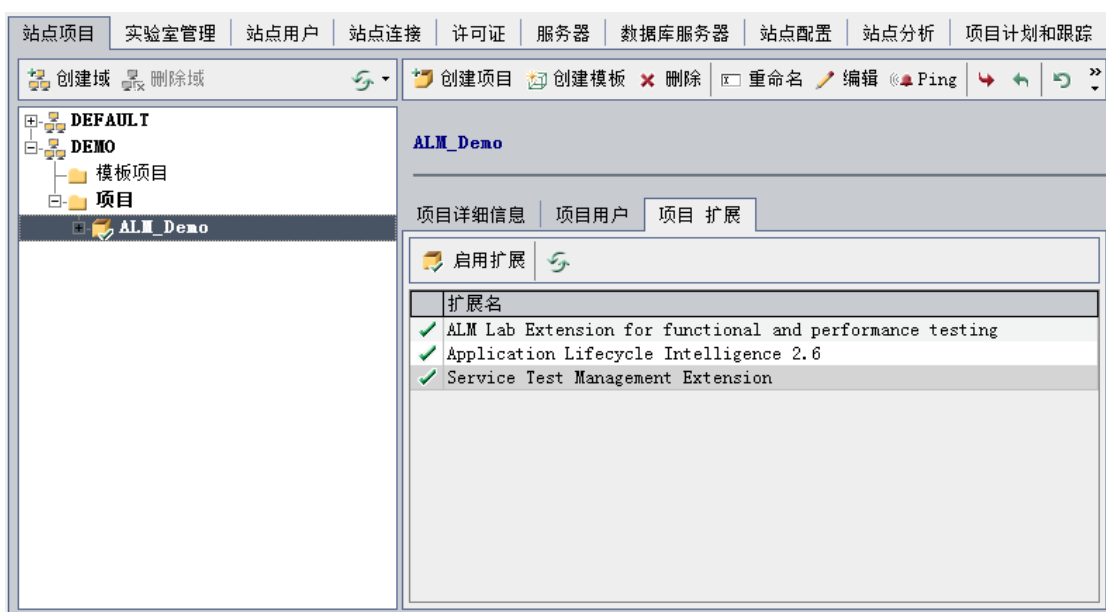 站点项目 实验室管理 站点用户 站点连接 许可证 服务器 数据库服务器 站点配置 站点分析 项目计划和跟踪
创建域 删除域
创建项目 创建模板 删除 重命名 编辑 Ping
DEFAULT
DEMO
模板项目
项目
ALM_Demo
ALM_Demo
项目详细信息 项目用户 项目 扩展
启用扩展
扩展名
ALM Lab Extension for functional and performance testing
Application Lifecycle Intelligence 2.6
Service Test Management Extension